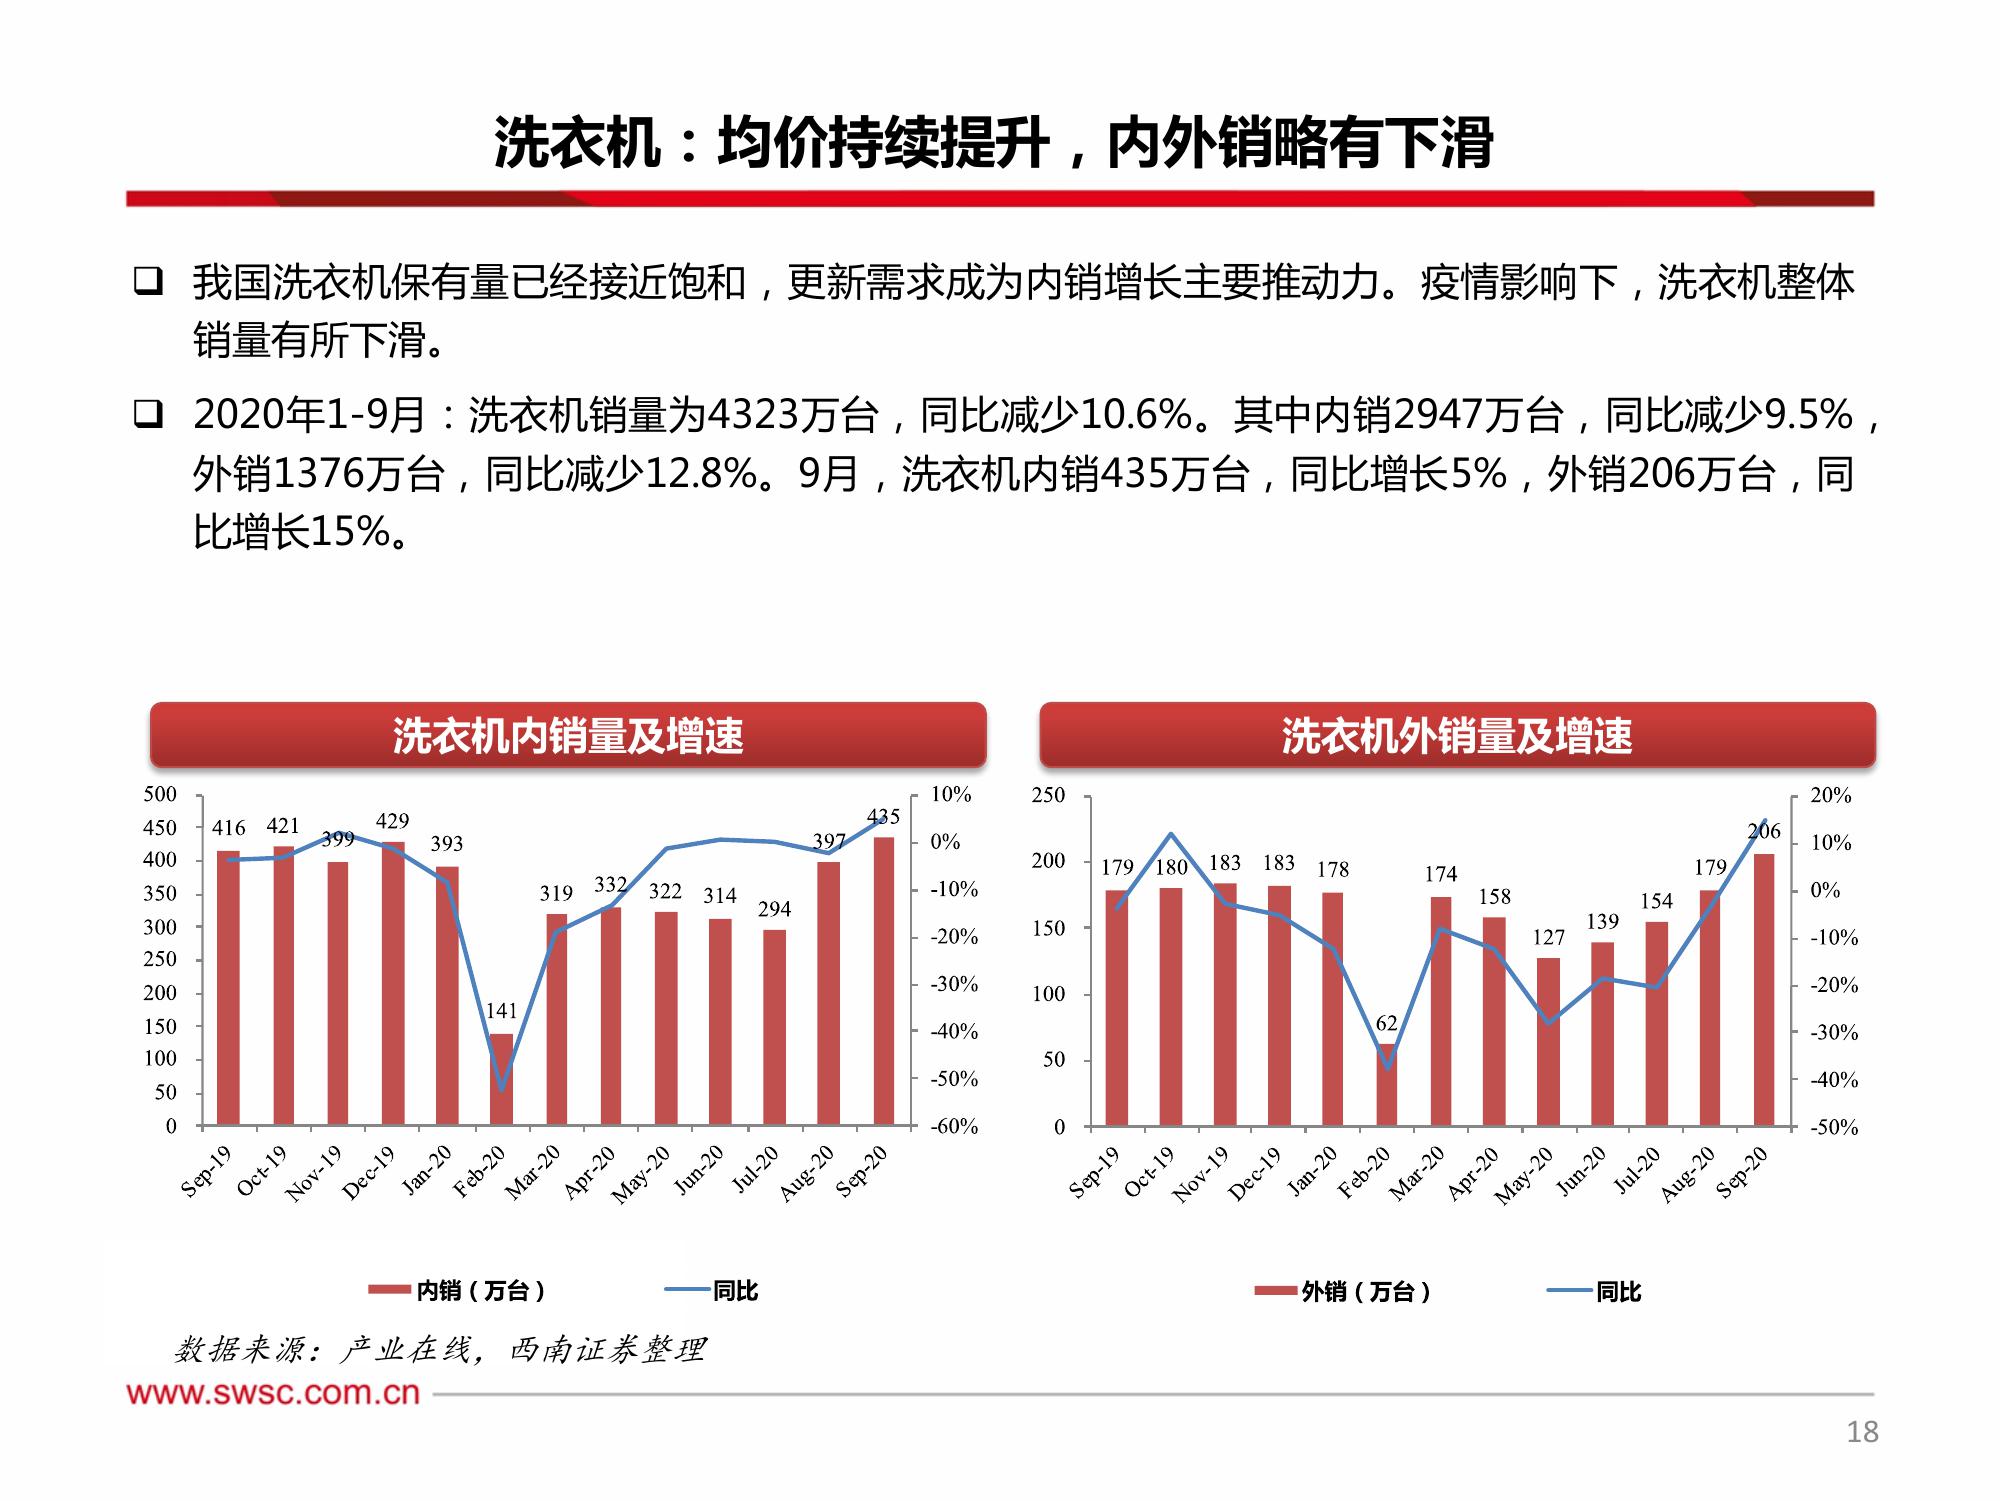 洗衣机：均价持续提升，内外销略有下滑
❑ 我国洗衣机保有量已经接近饱和，更新需求成为内销增长主要推动力。疫情影响下，洗衣机整体
销量有所下滑。
❑ 2020年1-9月：洗衣机销量为4323万台，同比减少10.6%。其中内销2947万台，同比减少9.5%，
外销1376万台，同比减少12.8%。9月，洗衣机内销435万台，同比增长5%，外销206万台，同
比增长15%。
洗衣机内销量及增速
500
450
400
350
300
250
200
150
100
50
0
416 421 399 429 393 141 319 332 322 314 294 397 435
10%
0%
-10%
-20%
-30%
-40%
-50%
-60%
Sep-19 Oct-19 Nov-19 Dec-19 Jan-20 Feb-20 Mar-20 Apr-20 May-20 Jun-20 Jul-20 Aug-20 Sep-20
内销（万台） 同比
洗衣机外销量及增速
250
200
150
100
50
0
179 180 183 183 178 62 174 158 127 139 154 179 206
20%
10%
0%
-10%
-20%
-30%
-40%
-50%
Sep-19 Oct-19 Nov-19 Dec-19 Jan-20 Feb-20 Mar-20 Apr-20 May-20 Jun-20 Jul-20 Aug-20 Sep-20
外销（万台） 同比
数据来源：产业在线，西南证券整理
www.swsc.com.cn
18